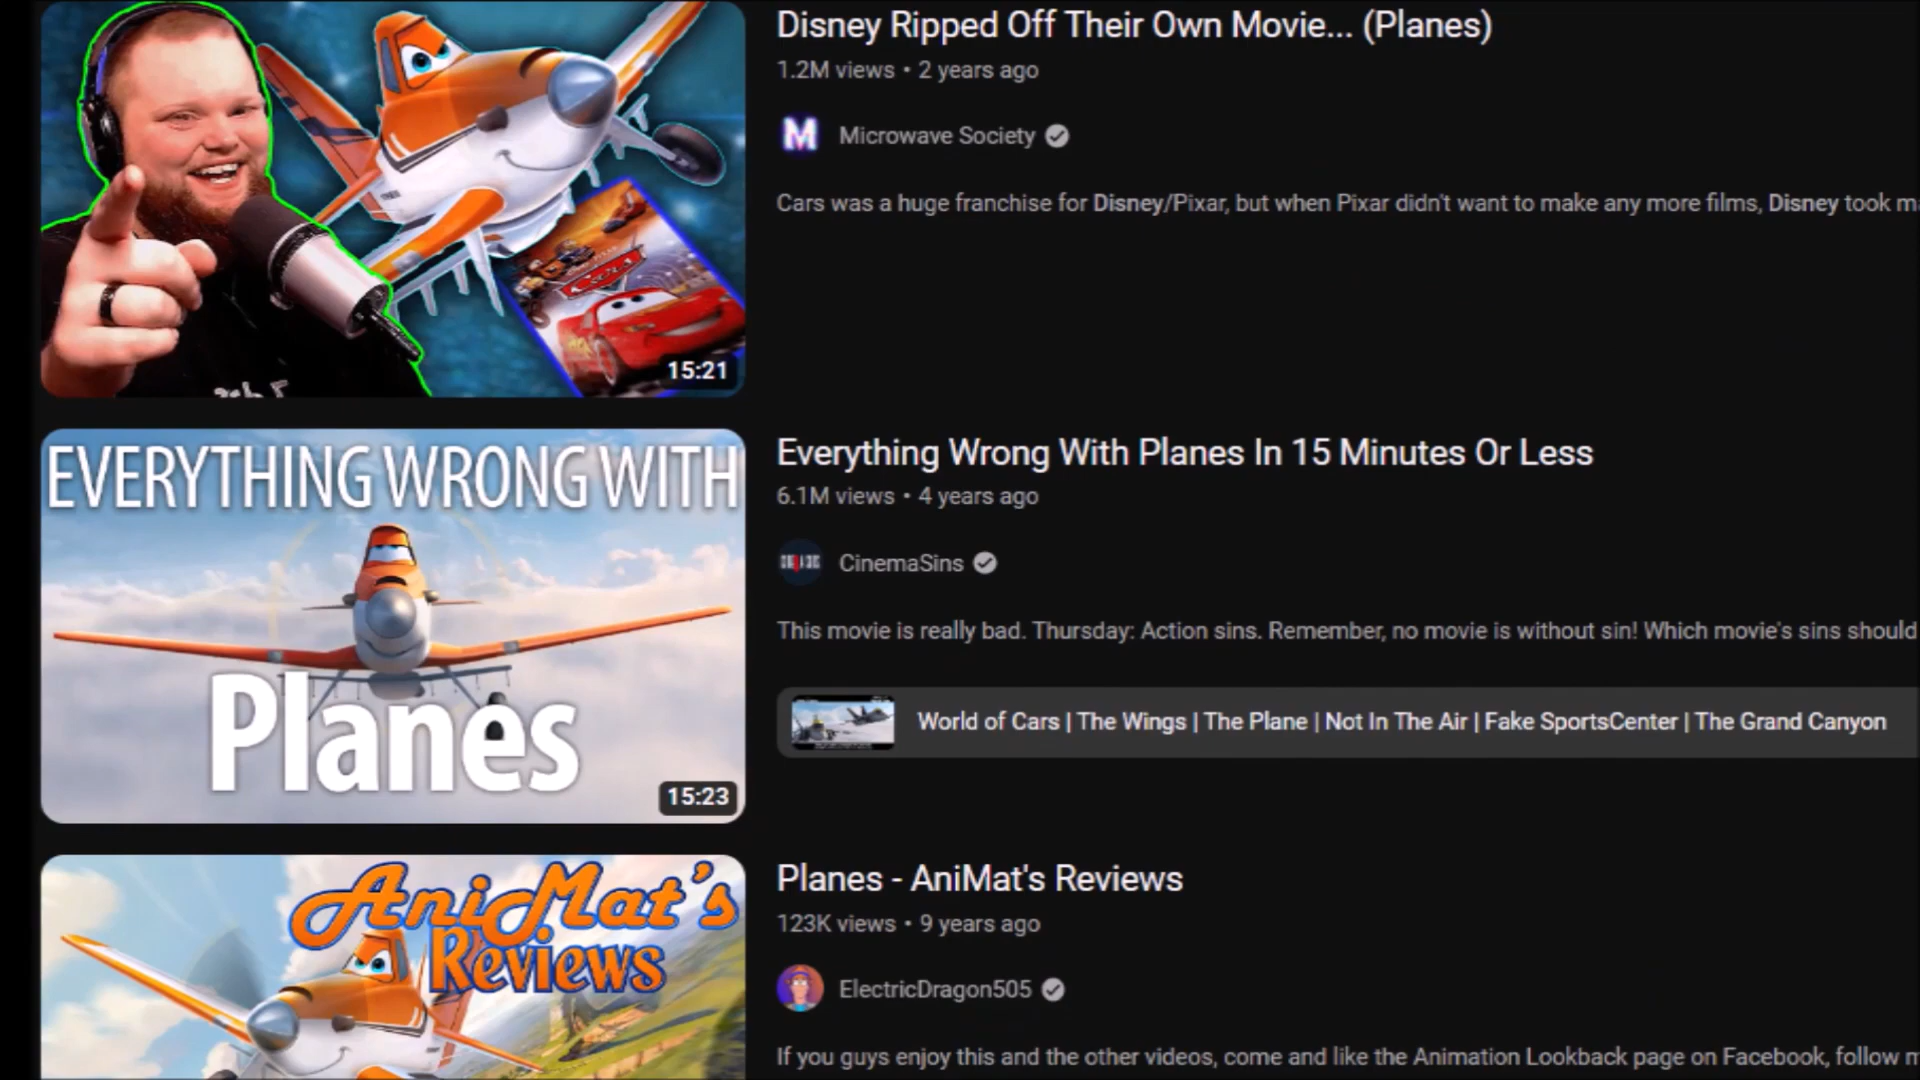 Disney Ripped Off Their Own Movie... (Planes)
1.2M views • 2 years ago
M
Microwave Society
Cars was a huge franchise for Disney/Pixar, but when Pixar didn't want to make any more films, Disney took m
Cars
15:21
EVERYTHING WRONG WITH
Planes
15:23
Everything Wrong With Planes In 15 Minutes Or Less
6.1M views • 4 years ago
CinemaSins
This movie is really bad. Thursday: Action sins. Remember, no movie is without sin! Which movie's sins should
World of Cars | The Wings | The Plane | Not In The Air | Fake SportsCenter | The Grand Canyon
AniMat's
Reviews
Planes - AniMat's Reviews
123K views • 9 years ago
ElectricDragon505
If you guys enjoy this and the other videos, come and like the Animation Lookback page on Facebook, follow m